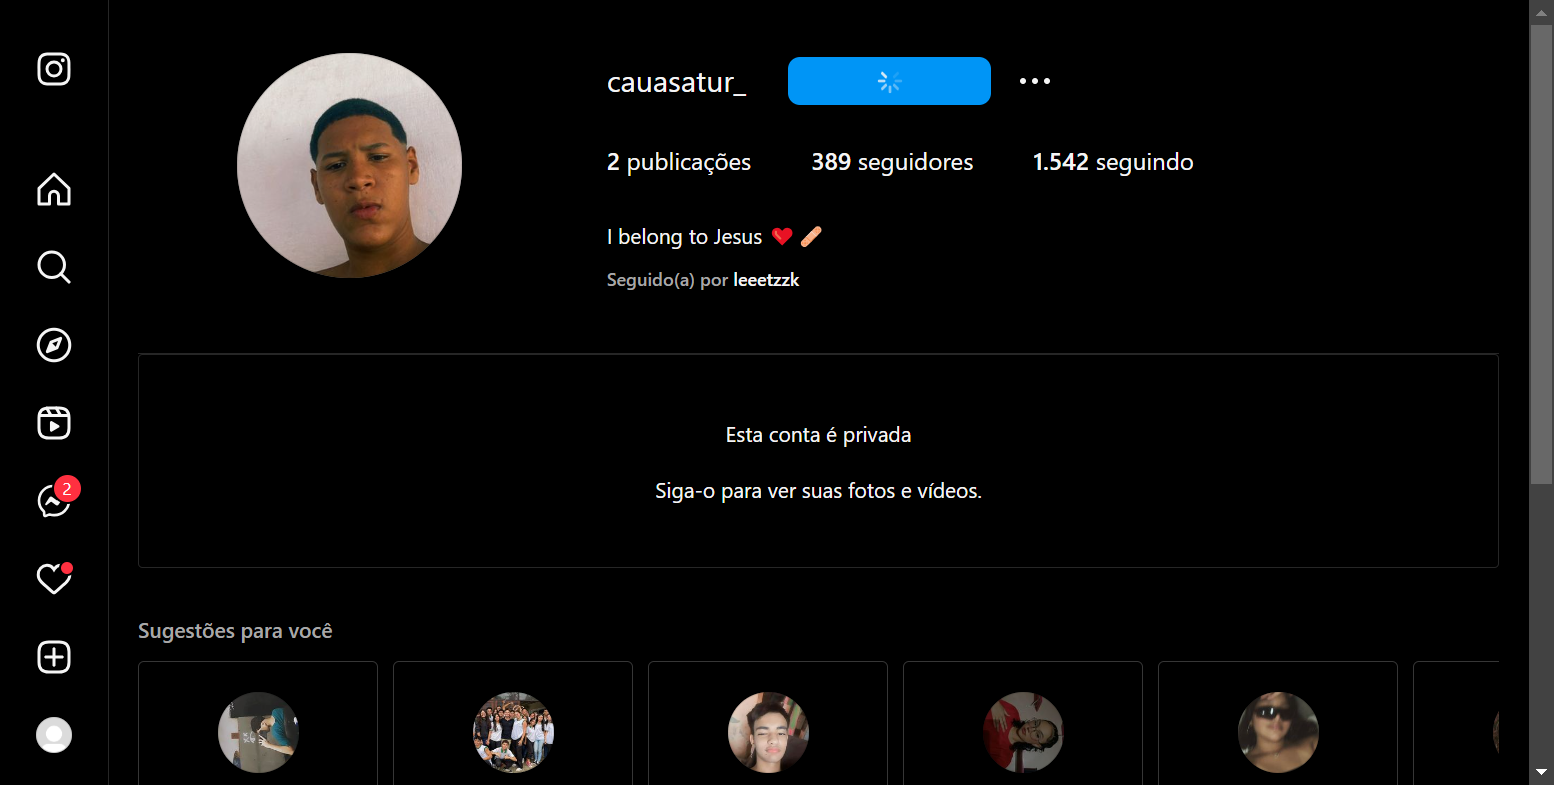 cauasatur_
2 publicações 389 seguidores 1.542 seguindo
I belong to Jesus
Seguido(a) por leeetzzk
Esta conta é privada
Siga-o para ver suas fotos e vídeos.
2
Sugestões para você